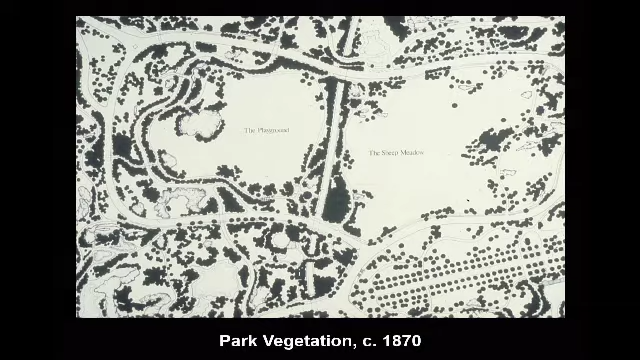 The Playground
The Sheep Meadow
Park Vegetation, c. 1870